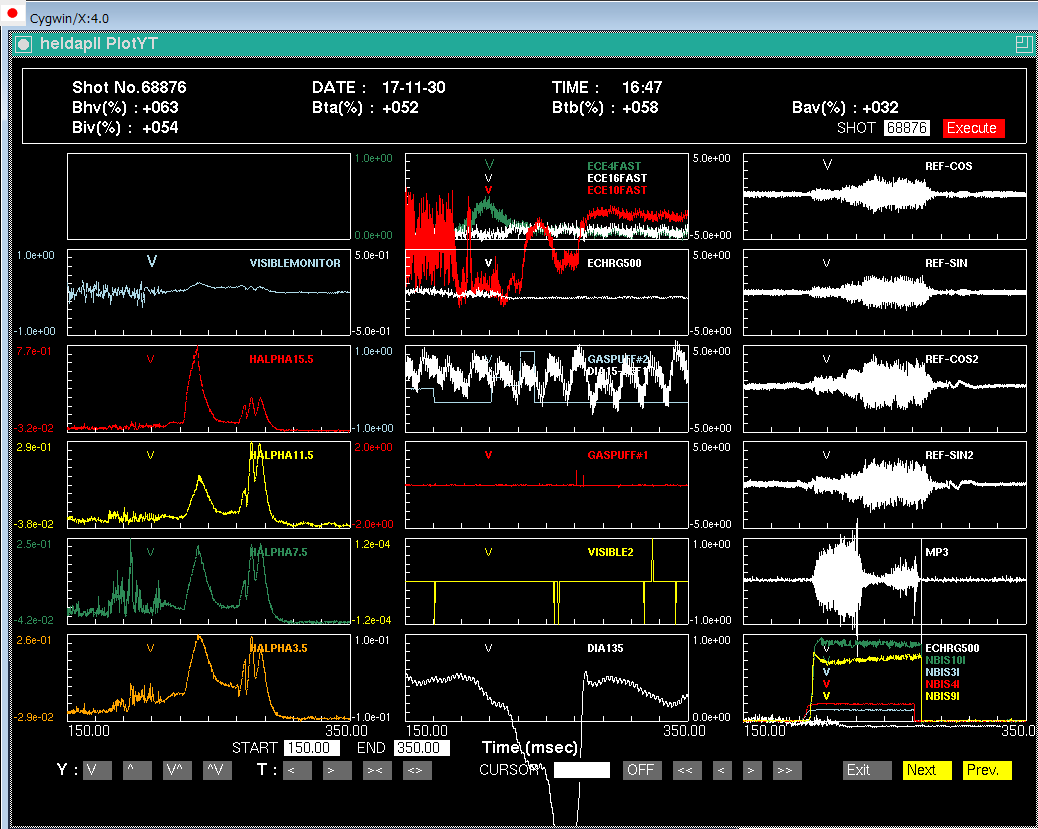 Cygwin/X:4.0
heldapll PlotYT
Shot No.68876 DATE : 17-11-30 TIME : 16:47
Bhv(%) : +063 Bta(%) : +052 Btb(%) : +058 Bav(%) : +032
Biv(%) : +054 SHOT 68876 Execute
1.0e+00 V ECE4FAST 5.0e+00 V REF-COS
V ECE16FAST
V ECE10FAST
0.0e+00 -5.0e+00
1.0e+00 V VISIBLEMONITOR 5.0e-01 V ECHRG500 5.0e+00 V REF-SIN
-1.0e+00 -5.0e-01 -5.0e+00
7.7e-01 V HALPHA15.5 1.0e+00 V GASPUFF#2 5.0e+00 V REF-COS2
-3.2e-02 -1.0e+00 -5.0e+00
2.9e-01 V HALPHA11.5 2.0e+00 V GASPUFF#1 5.0e+00 V REF-SIN2
-3.8e-02 -2.0e+00 -5.0e+00
2.5e-01 V HALPHA7.5 1.2e-04 V VISIBLE2 1.0e+00 MP3
-4.2e-02 -1.2e-04 -1.0e+00
2.6e-01 V HALPHA3.5 1.0e-01 V DIA135 1.0e+00 V ECHRG500
NBIS10I
V NBIS3I
V NBIS4I
V NBIS9I
-2.9e-02 -1.0e-01 0.0e+00
150.00 350.00 150.00 350.00 150.00 350.0
START 150.00 END 350.00 Time (msec)
Y : V ^ V^ ^V T : < > >< <> CURSOR OFF << < > >> Exit Next Prev.